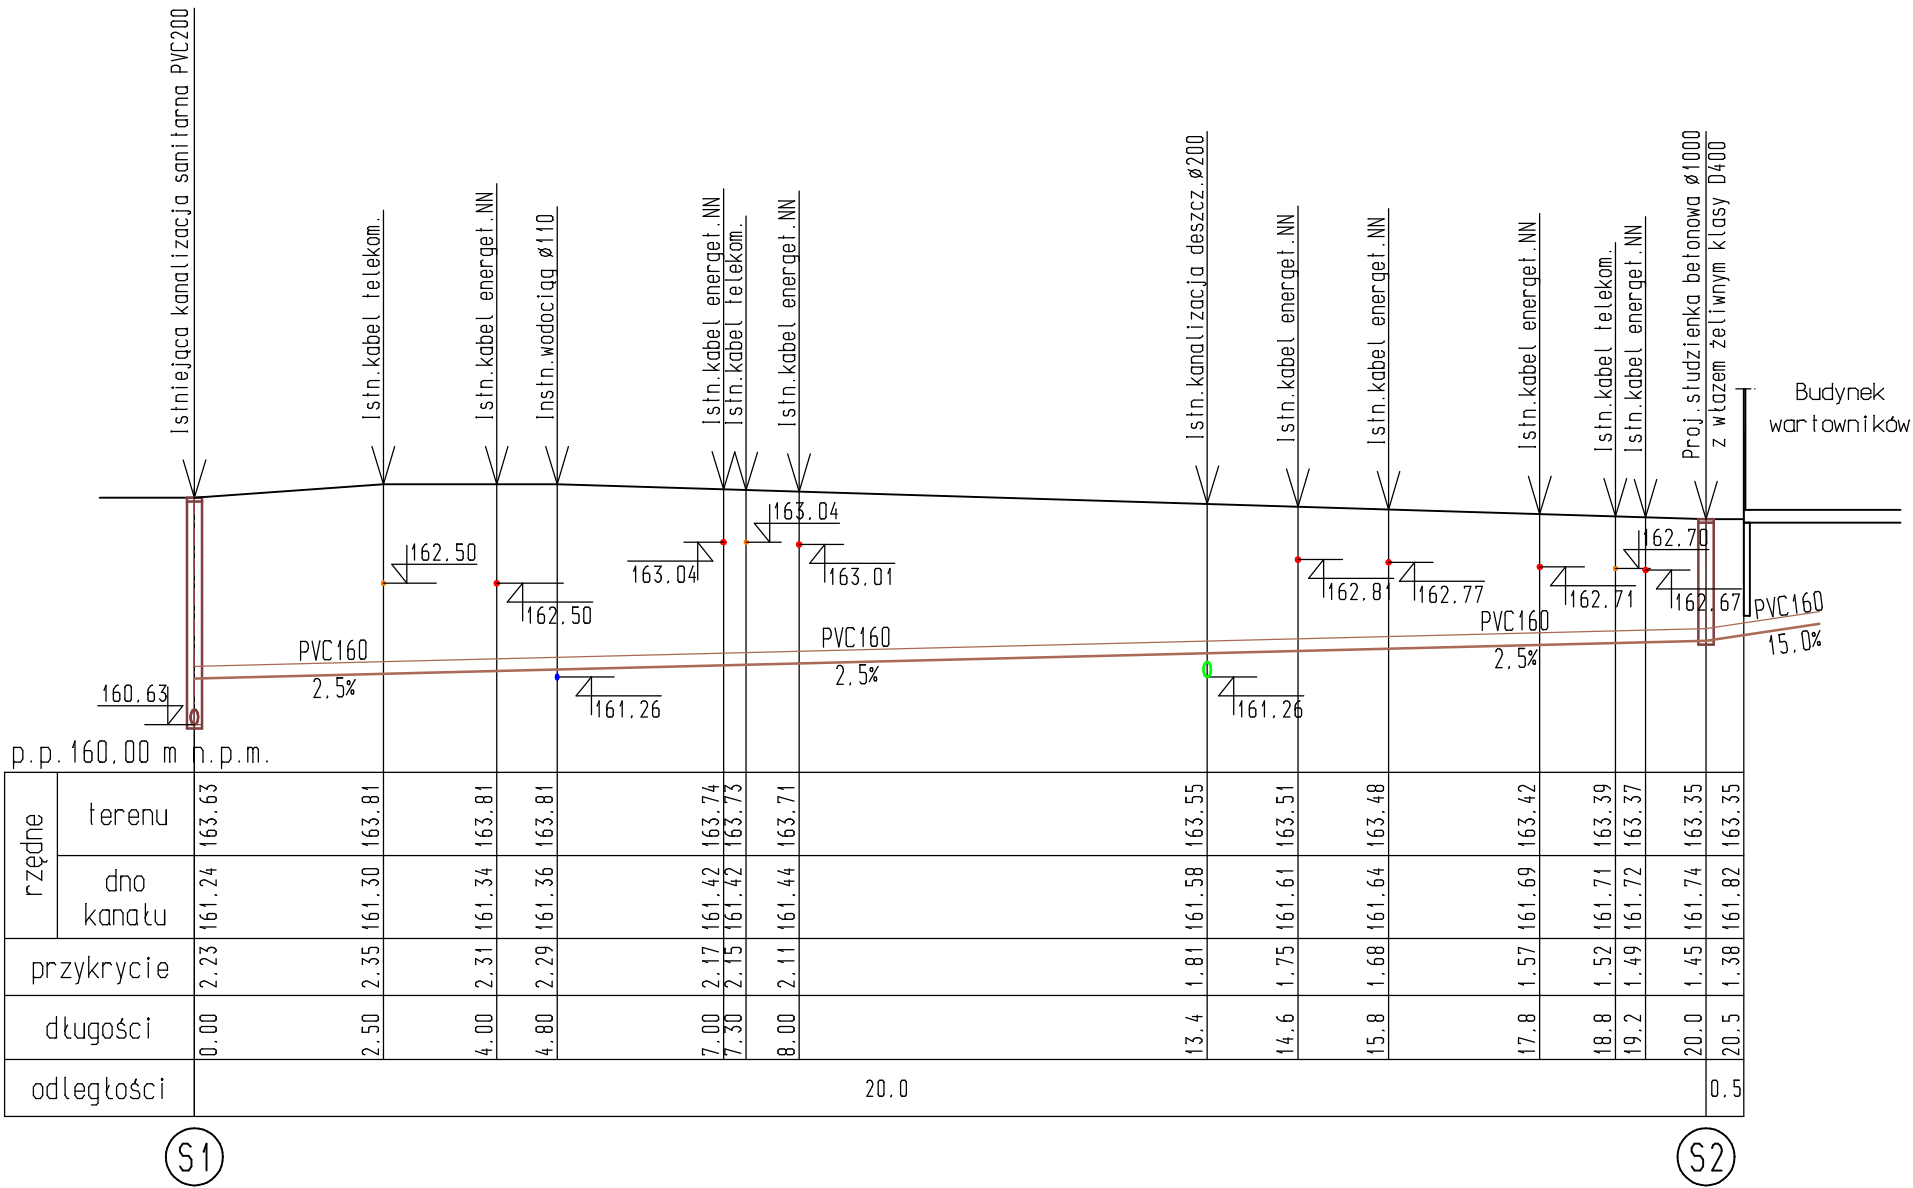 Istniejąca kanalizacja sanitarna PVC200
Istn.kabel telekom.
Istn.kabel energet.NN
Instn.wodociąg ø110
Istn.kabel energet.NN
Istn.kabel telekom.
Istn.kabel energet.NN
Istn.kanalizacja deszcz.ø200
Istn.kabel energet.NN
Istn.kabel energet.NN
Istn.kabel energet.NN
Istn.kabel telekom.
Istn.kabel energet.NN
Proj.studzienka betonowa ø1000
z włazem żeliwnym klasy D400
Budynek
wartowników
162,50
162,50
163,04
163,04
163,01
162,81
162,77
162,71
162,70
162,67
PVC160
2,5%
PVC160
2,5%
PVC160
2,5%
PVC160
15,0%
160,63
161,26
161,26
p.p.160,00 m n.p.m.
rzędne
terenu
163,63 163,81 163,81 163,81 163,74 163,73 163,71 163,55 163,51 163,48 163,42 163,39 163,37 163,35 163,35
dno
kanału
161,24 161,30 161,34 161,36 161,42 161,42 161,44 161,58 161,61 161,64 161,69 161,71 161,72 161,74 161,82
przykrycie
2,23 2,35 2,31 2,29 2,17 2,15 2,11 1,81 1,75 1,68 1,57 1,52 1,49 1,45 1,38
długości
0,00 2,50 4,00 4,80 7,00 7,30 8,00 13,4 14,6 15,8 17,8 18,8 19,2 20,0 20,5
odległości
20,0 0,5
S1 S2